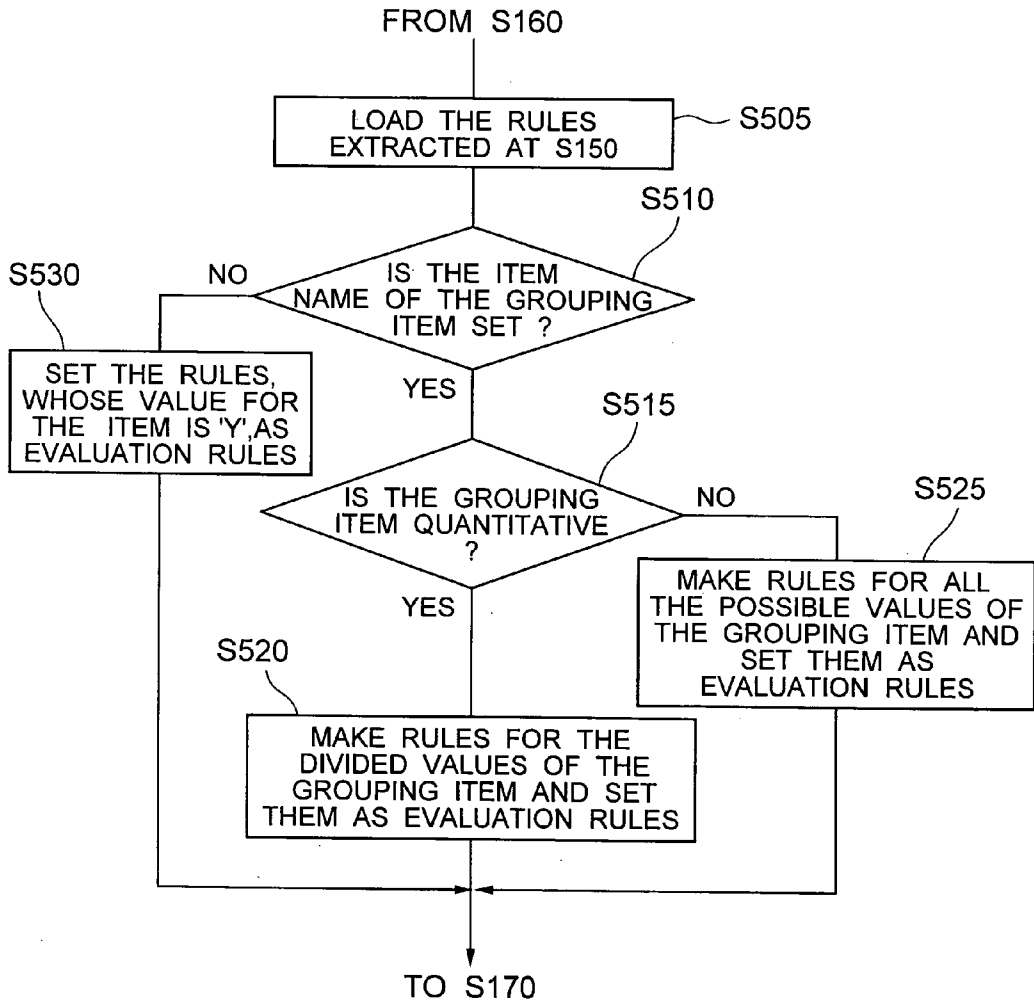 FROM S160
LOAD THE RULES
EXTRACTED AT S150
S505
S510
IS THE ITEM
NAME OF THE GROUPING
ITEM SET ?
NO
S530
SET THE RULES,
WHOSE VALUE FOR
THE ITEM IS 'Y',AS
EVALUATION RULES
YES
S515
IS THE GROUPING
ITEM QUANTITATIVE
?
NO
S525
MAKE RULES FOR ALL
THE POSSIBLE VALUES OF
THE GROUPING ITEM AND
SET THEM AS
EVALUATION RULES
YES
S520
MAKE RULES FOR THE
DIVIDED VALUES OF THE
GROUPING ITEM AND SET
THEM AS EVALUATION RULES
TO S170